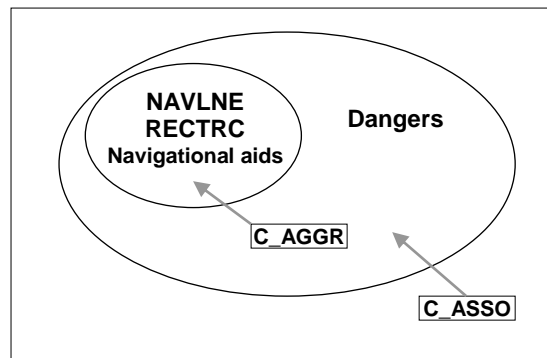 NAVLNE
RECTRC
Navigational aids
Dangers
C_AGGR
C_ASSO